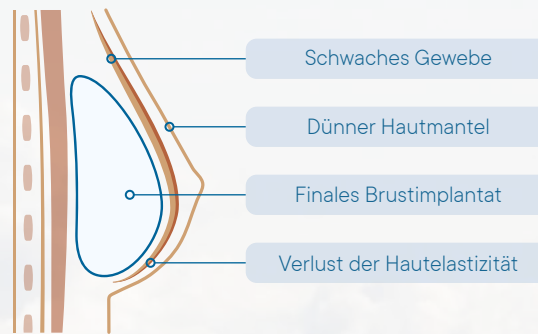 Schwaches Gewebe
Dünner Hautmantel
Finales Brustimplantat
Verlust der Hautelastizität